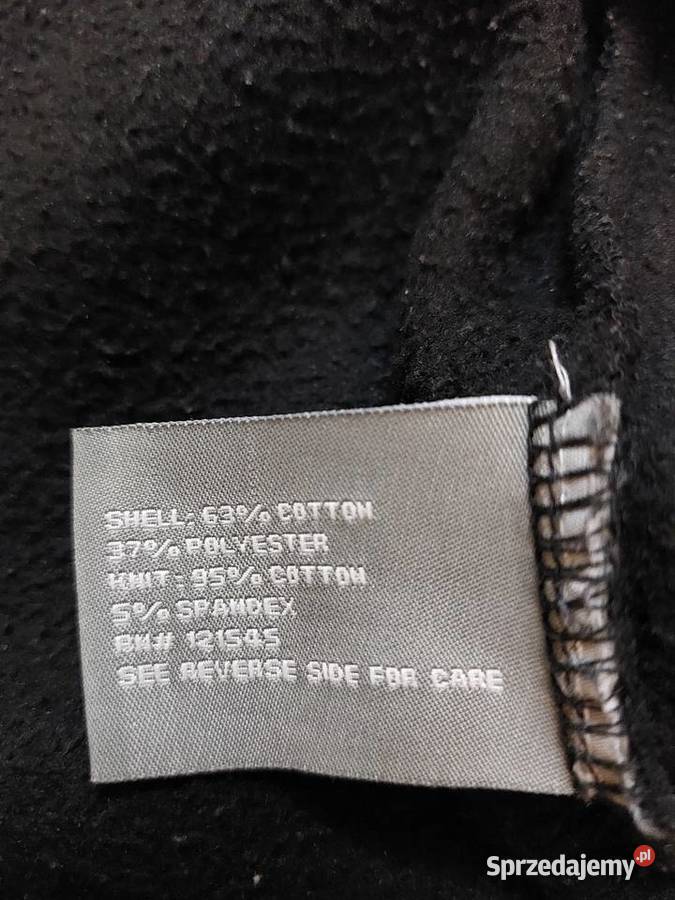 SHELL: 63% COTTON
37% POLYESTER
KNIT: 95% COTTON
5% SPANDEX
RN# 121545
SEE REVERSE SIDE FOR CARE
Sprzedajemy.pl